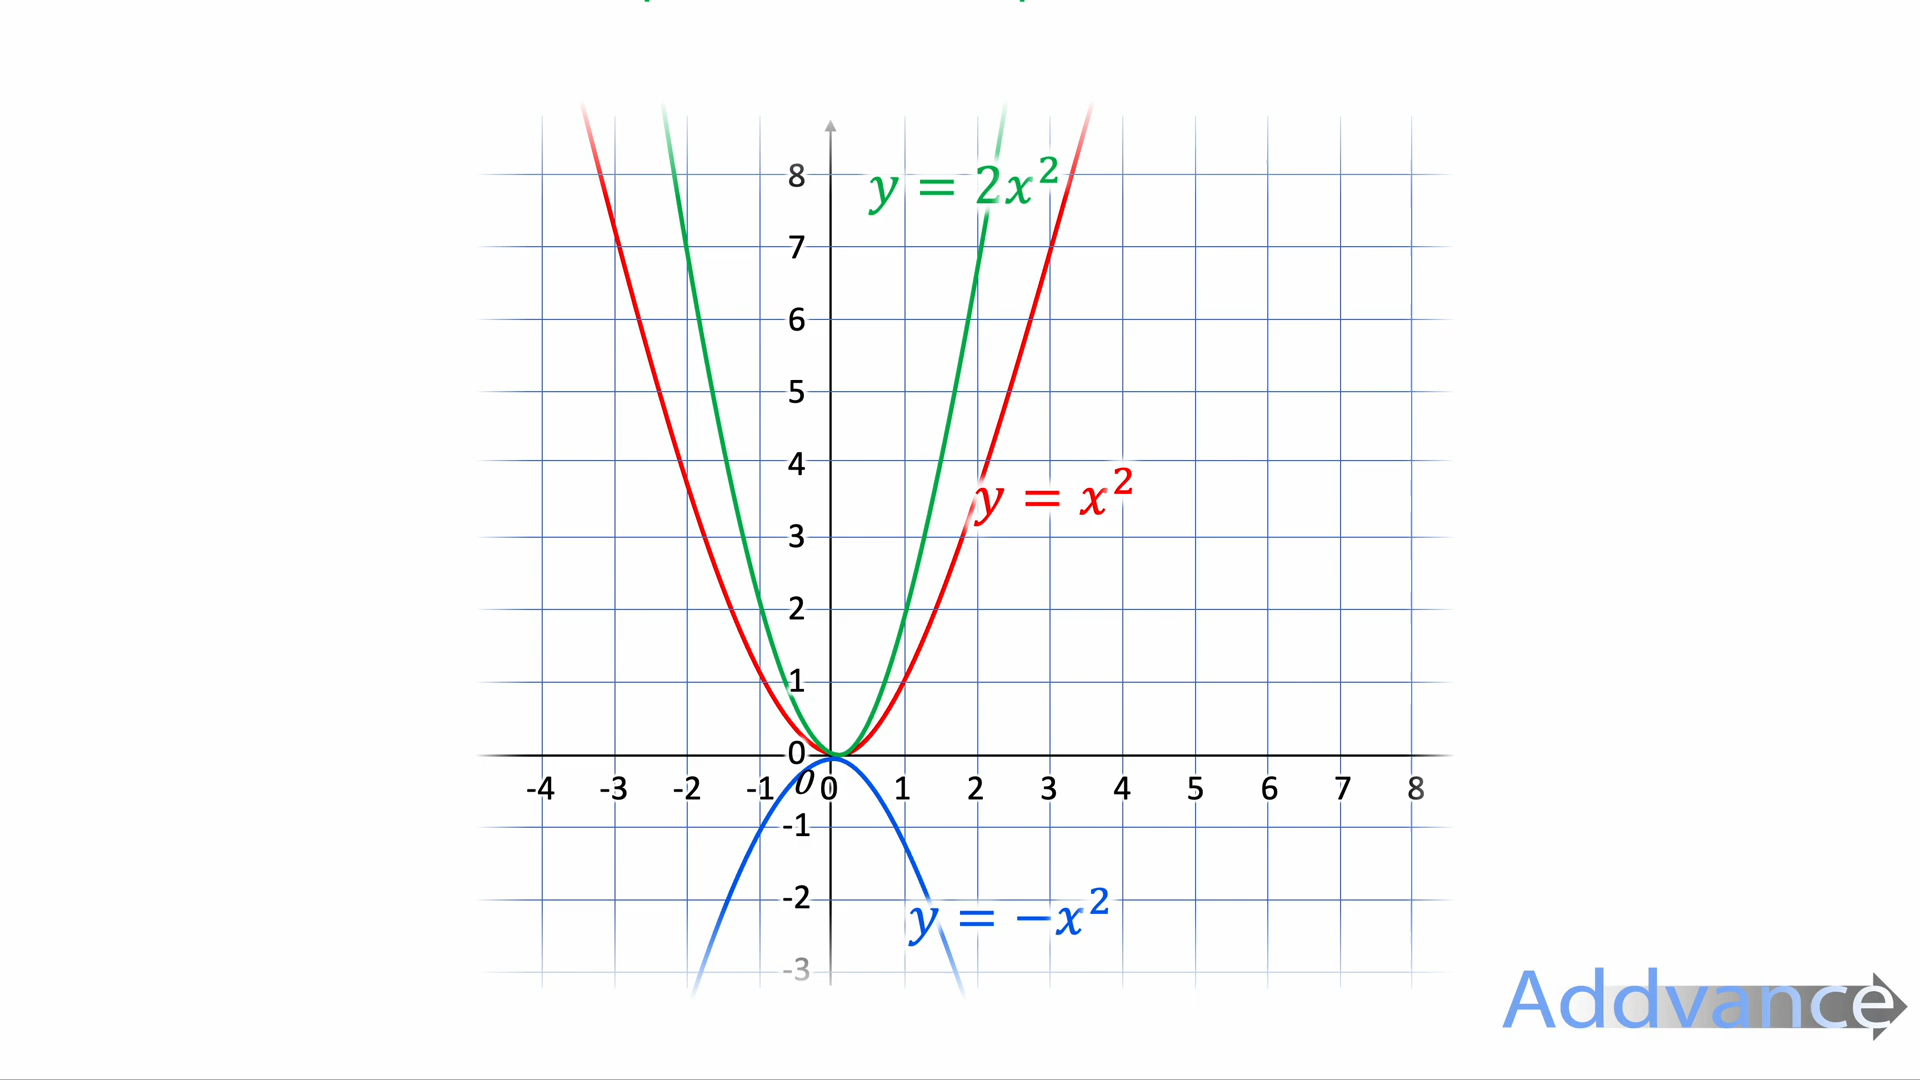 8
y = 2x²
7
6
5
4
y = x²
3
2
1
0
O
-4 -3 -2 -1 0 1 2 3 4 5 6 7 8
-1
-2
y = −x²
-3
Addvance